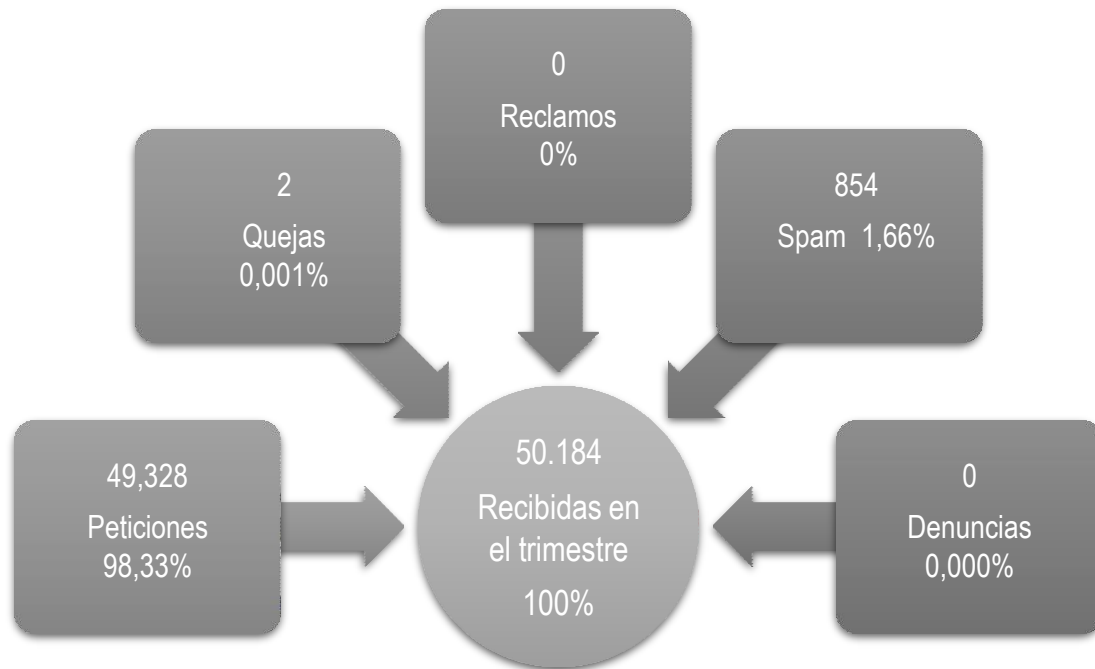 0
Reclamos
0%
2
Quejas
0,001%
854
Spam 1,66%
49,328
Peticiones
98,33%
50.184
Recibidas en
el trimestre
100%
0
Denuncias
0,000%